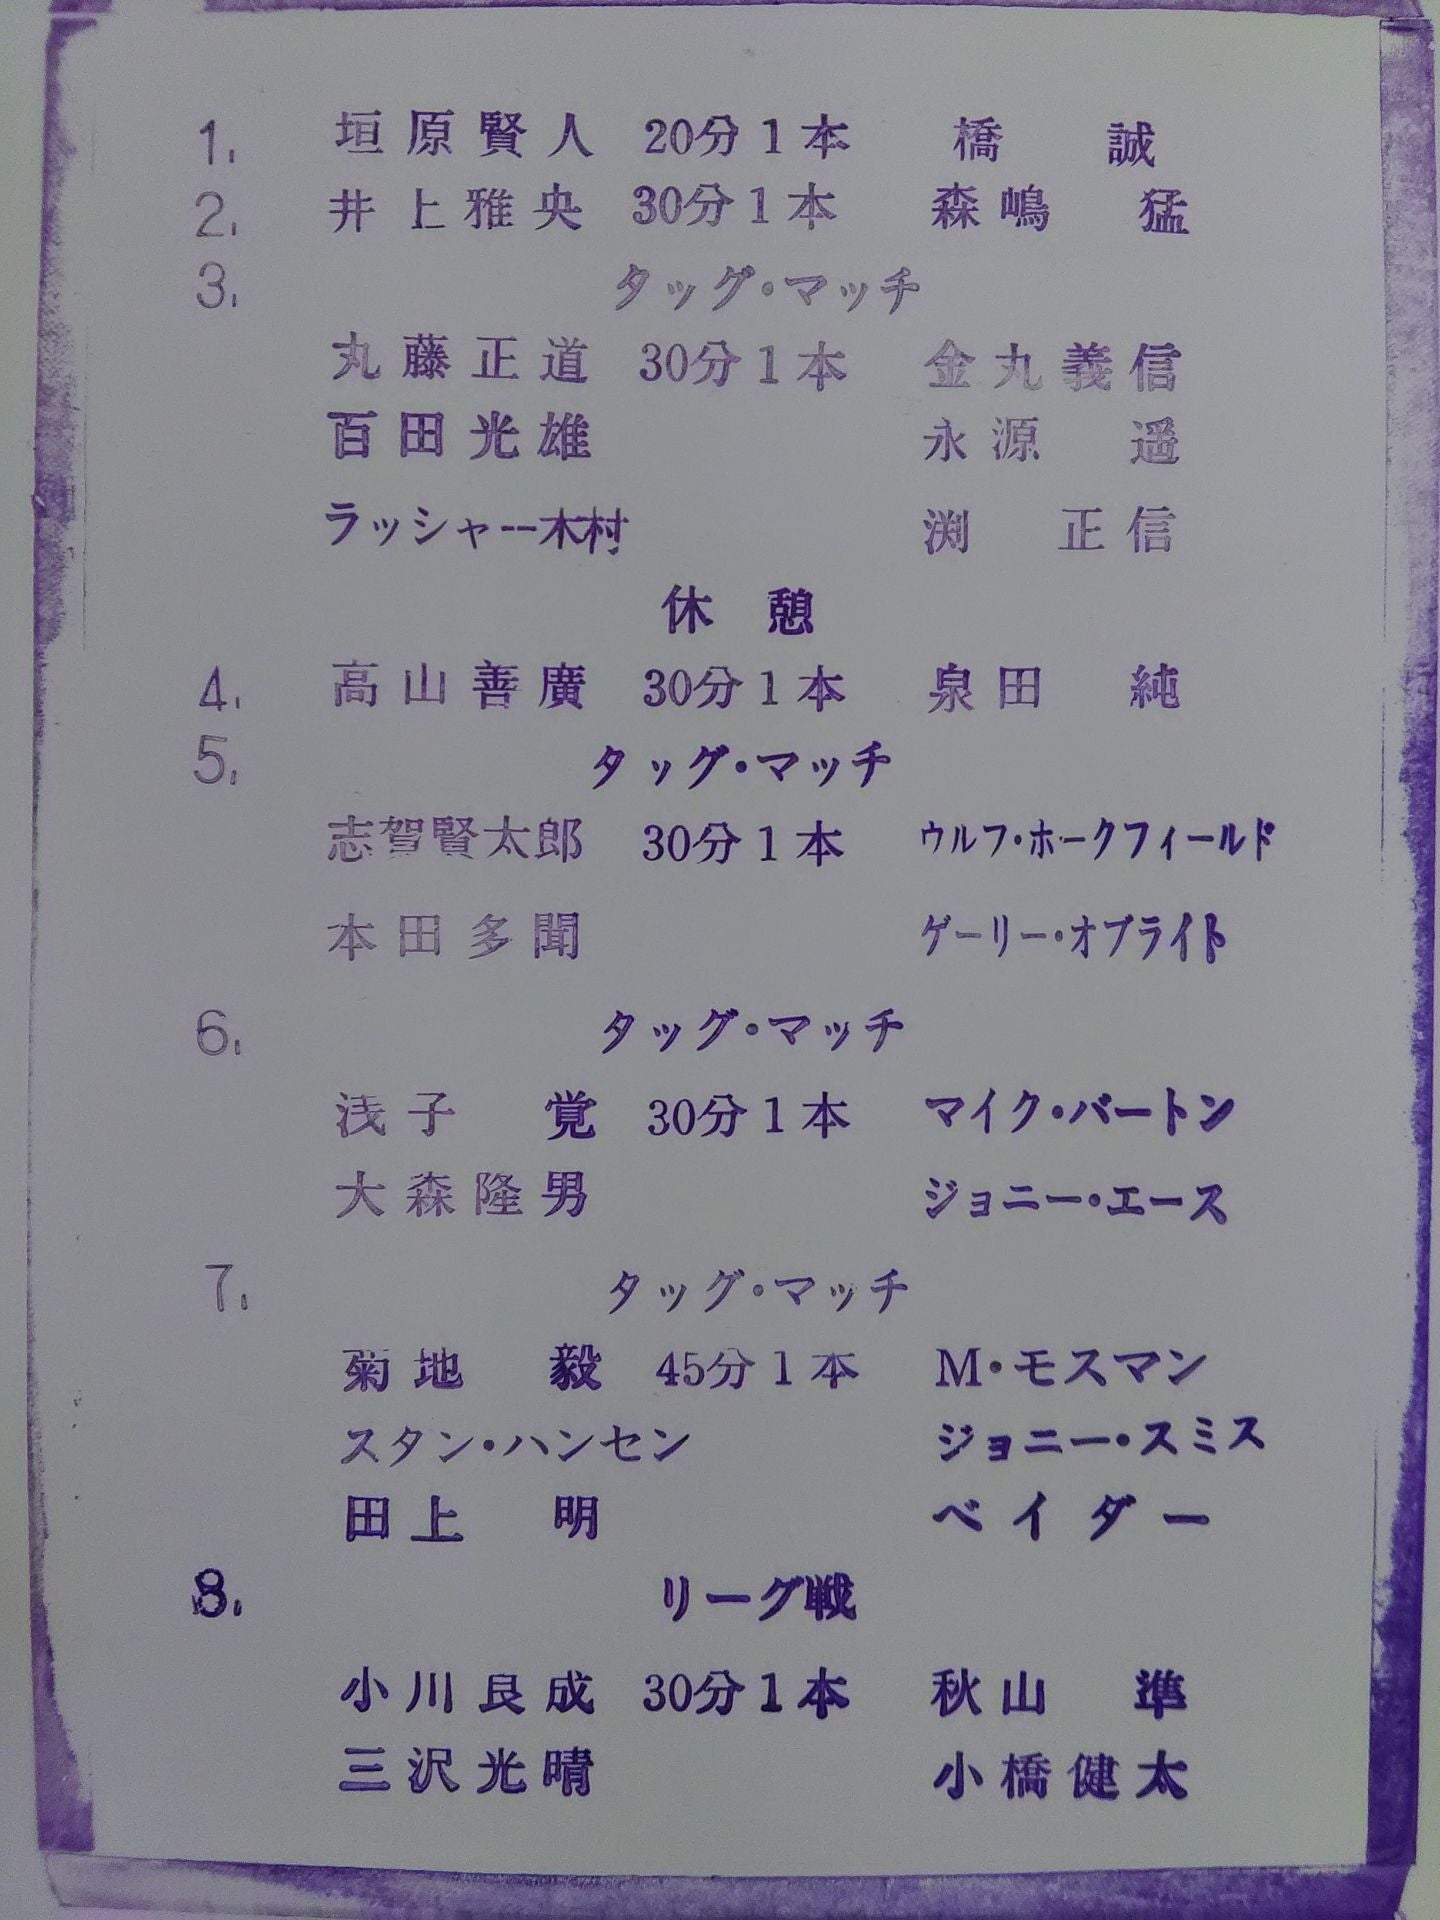 1. 垣原賢人 20分1本 橋 誠
2. 井上雅央 30分1本 森嶋 猛
3. タッグ・マッチ
丸藤正道 30分1本 金丸義信
百田光雄 永源 遥
ラッシャー木村 渕 正信
休憩
4. 高山善廣 30分1本 泉田 純
5. タッグ・マッチ
志賀賢太郎 30分1本 ウルフ・ホークフィールド
本田多聞 ゲーリー・オブライト
6. タッグ・マッチ
浅子 覚 30分1本 マイク・バートン
大森隆男 ジョニー・エース
7. タッグ・マッチ
菊地 毅 45分1本 M・モスマン
スタン・ハンセン ジョニー・スミス
田上 明 ベイダー
8. リーグ戦
小川良成 30分1本 秋山 準
三沢光晴 小橋健太